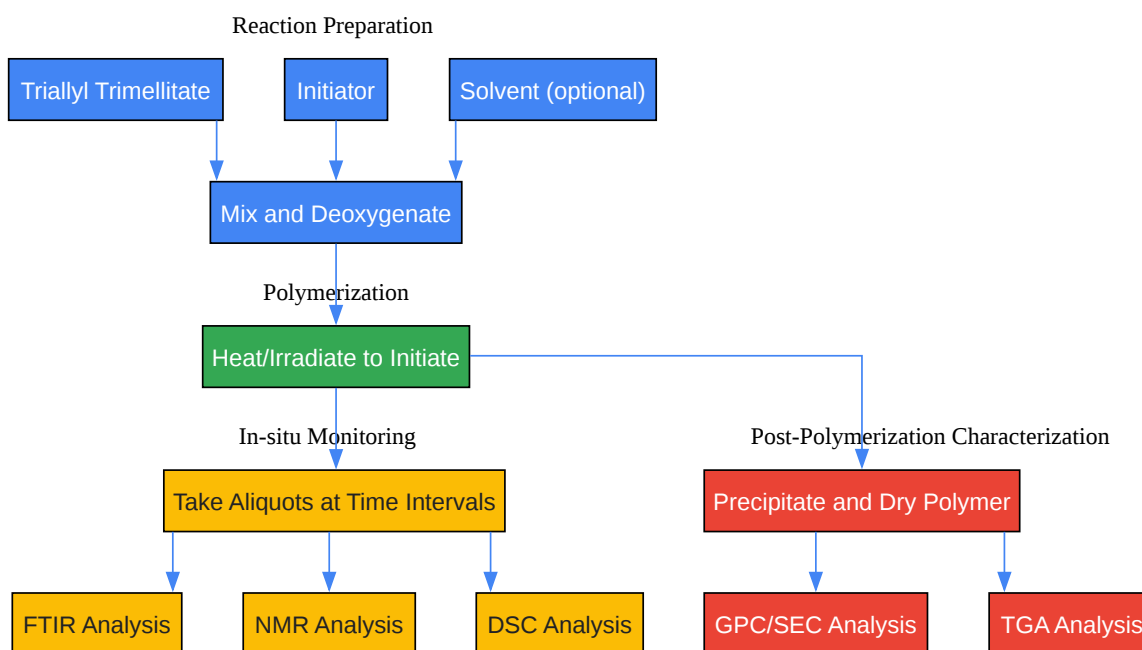 Reaction Preparation
Triallyl Trimellitate
Initiator
Solvent (optional)
Mix and Deoxygenate
Polymerization
Heat/Irradiate to Initiate
In-situ Monitoring
Post-Polymerization Characterization
Take Aliquots at Time Intervals
Precipitate and Dry Polymer
FTIR Analysis
NMR Analysis
DSC Analysis
GPC/SEC Analysis
TGA Analysis